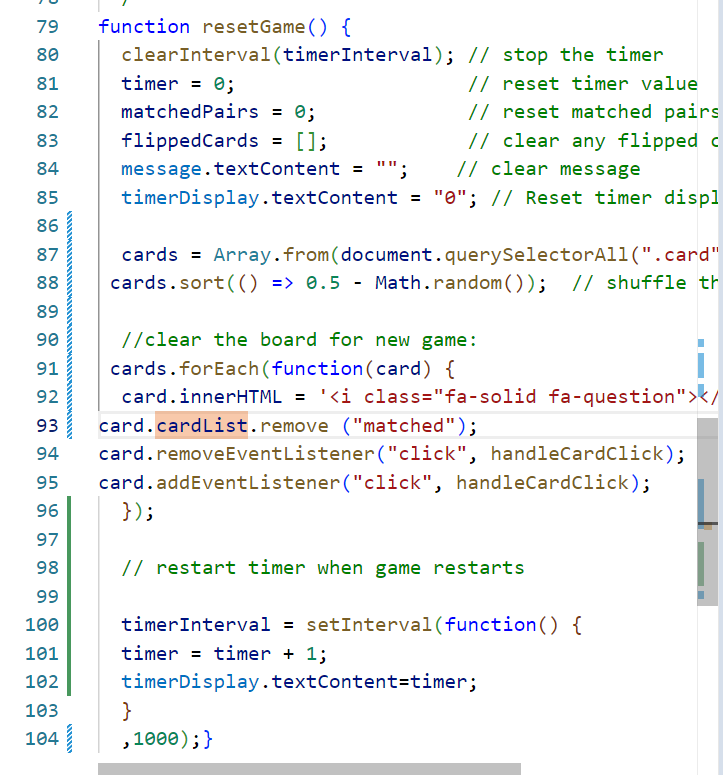 79 function resetGame() {
80 clearInterval(timerInterval); // stop the timer
81 timer = 0; // reset timer value
82 matchedPairs = 0; // reset matched pairs
83 flippedCards = []; // clear any flipped
84 message.textContent = ""; // clear message
85 timerDisplay.textContent = "0"; // Reset timer
86
87 cards = Array.from(document.querySelectorAll(".card"
88 cards.sort(() => 0.5 - Math.random()); // shuffle
89
90 //clear the board for new game:
91 cards.forEach(function(card) {
92 card.innerHTML = '<i class="fa-solid fa-question"></
93 card.cardList.remove ("matched");
94 card.removeEventListener("click", handleCardClick);
95 card.addEventListener("click", handleCardClick);
96 });
97
98 // restart timer when game restarts
99
100 timerInterval = setInterval(function() {
101 timer = timer + 1;
102 timerDisplay.textContent=timer;
103 }
104 ,1000);}